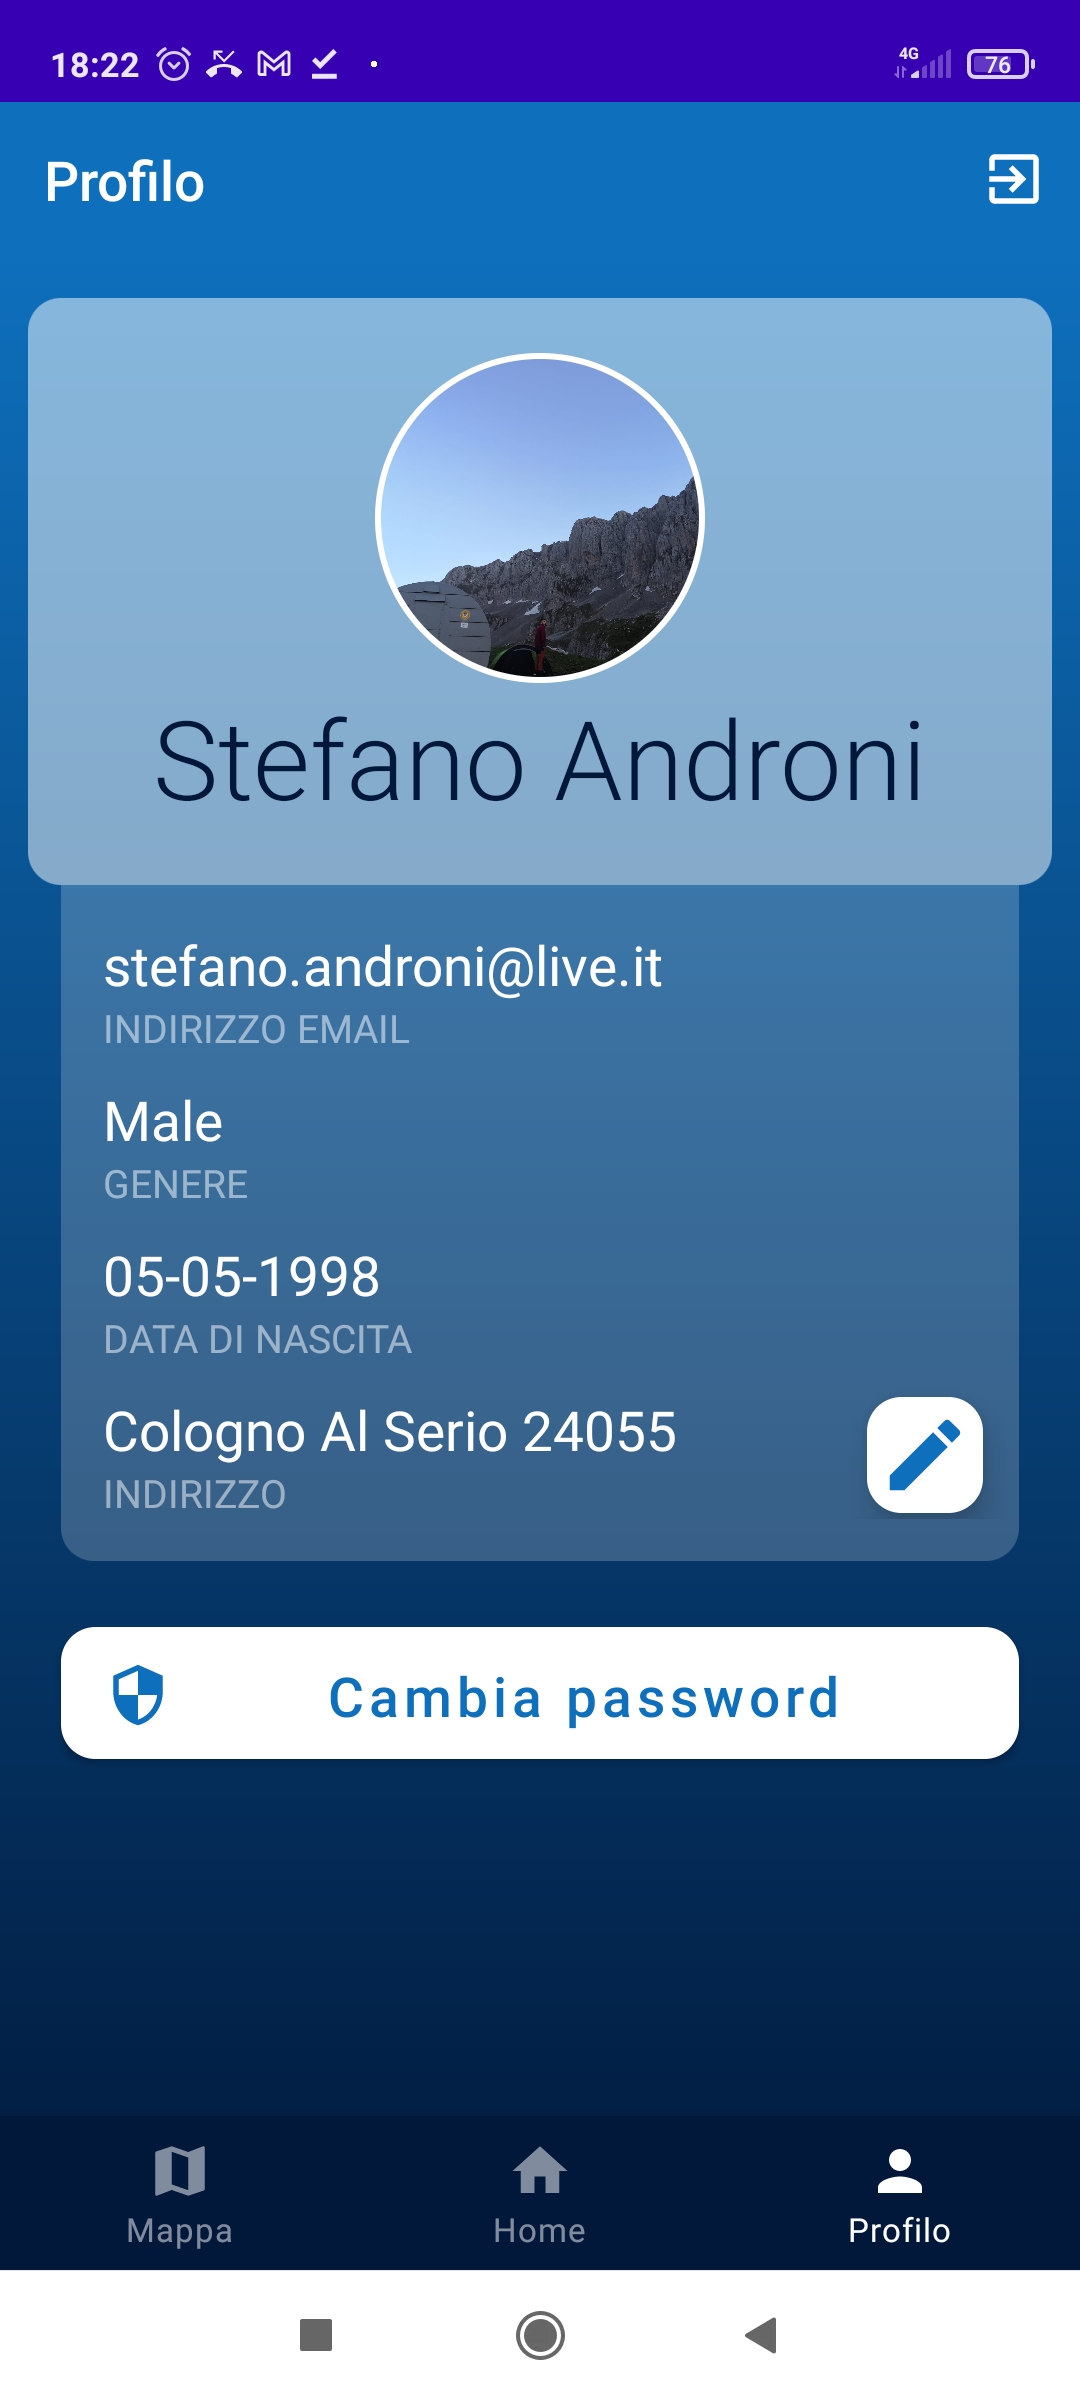 18:22
4G
76
Profilo
Stefano Androni
stefano.androni@live.it
INDIRIZZO EMAIL
Male
GENERE
05-05-1998
DATA DI NASCITA
Cologno Al Serio 24055
INDIRIZZO
Cambia password
Mappa
Home
Profilo